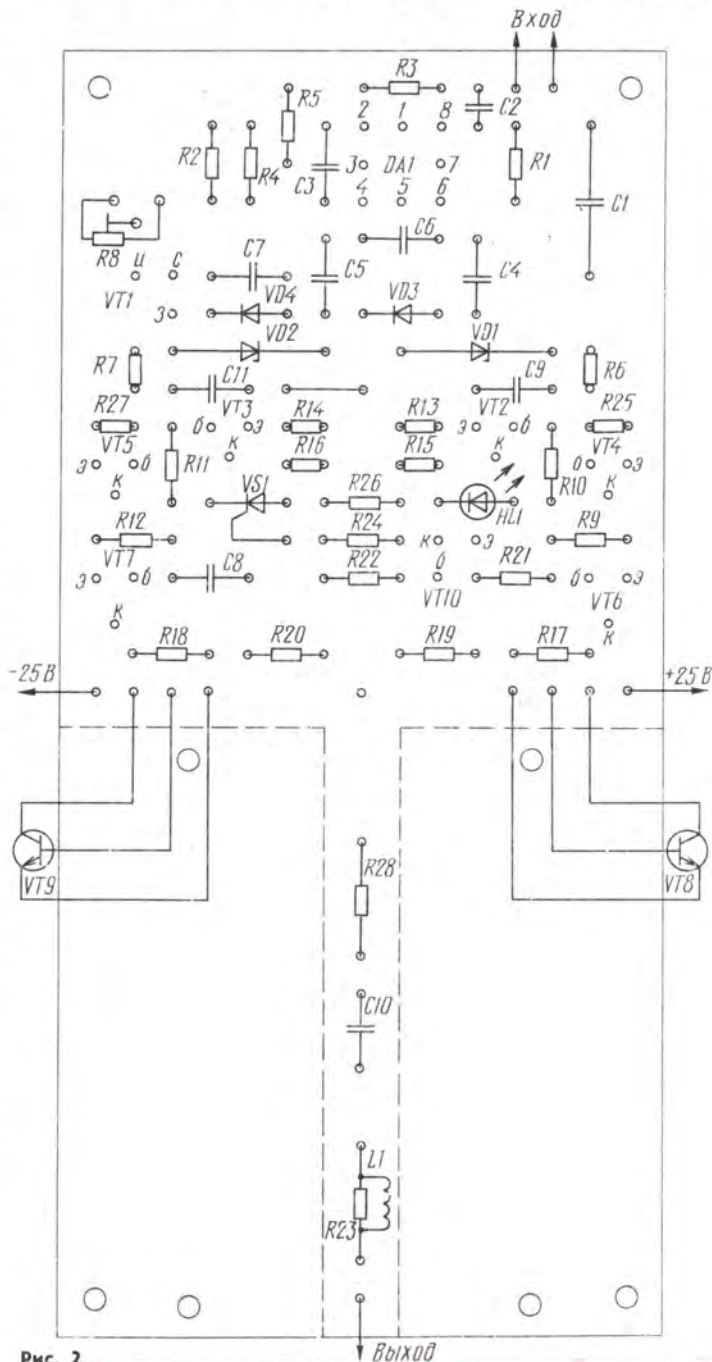 Вход
R3
R5
2 1 8 C2
R2 R4 C3 3 DA1 7 R1 C1
4 5 6
R8 C6
и с C7 C5 C4
VT1 VD4 VD3
з VD2 VD1
R7 C11 C9 R6
R27 VT3 R14 R13 VT2 R25
б э э б
VT5 R16 R15 VT4
э б R11 к к R10 б э
к VS1 R26 HL1 к
R12 R24 к э R9
VT7 R22 б R21 VT6
э б C8 VT10 б э
к к
R18 R20 R19 R17
-25 В +25 В
VT9 R28 VT8
C10
L1
R23
Выход
Рис. 2